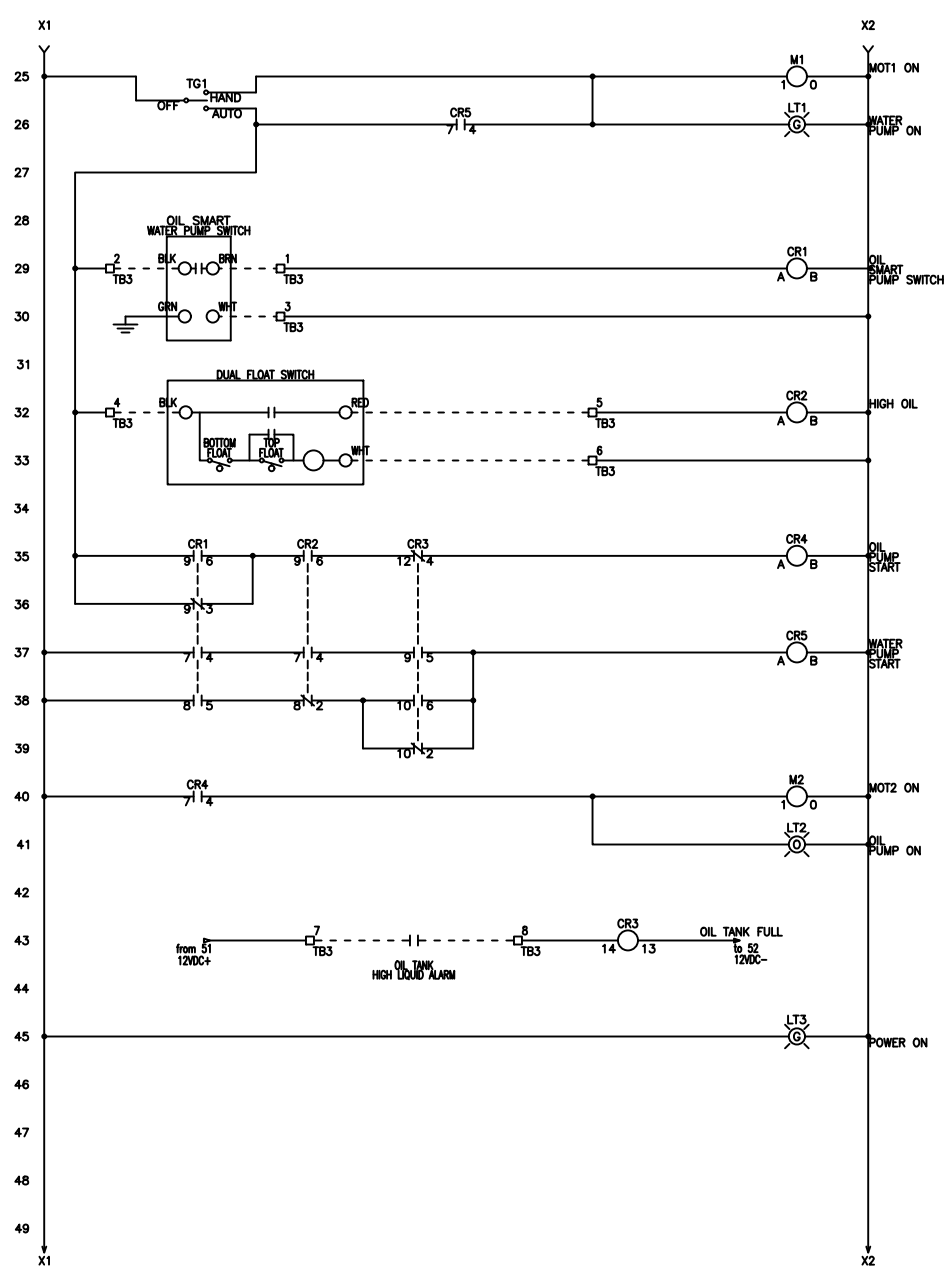 X1 X2
M1 MOT1 ON
25
TG1 1 0
OFF HAND
AUTO CR5 LT1
26 7 4 G WATER
PUMP ON
27
28
OIL SMART
WATER PUMP SWITCH
2 BLK BRN 1 CR1 OIL
29 SMART
TB3 TB3 A B PUMP SWITCH
GRN WHT 3
30 TB3
31
DUAL FLOAT SWITCH
4 BLK RED 5 CR2 HIGH OIL
32
TB3 TB3 A B
BOTTOM TOP
FLOAT FLOAT WHT 6
33 TB3
34
CR1 CR2 CR3 CR4 OIL
35 9 6 9 6 12 4 A B PUMP
START
36 9 3
CR5 WATER
37 7 4 7 4 9 5 A B PUMP
START
38 8 5 8 2 10 6
39 10 2
CR4 M2 MOT2 ON
40 7 4 1 0
LT2
41 O OIL
PUMP ON
42
7 8 CR3 OIL TANK FULL
43 from 51 TB3 TB3 14 13 to 52
12VDC+ 12VDC-
OIL TANK
HIGH LIQUID ALARM
44
LT3
45 G POWER ON
46
47
48
49
X1 X2